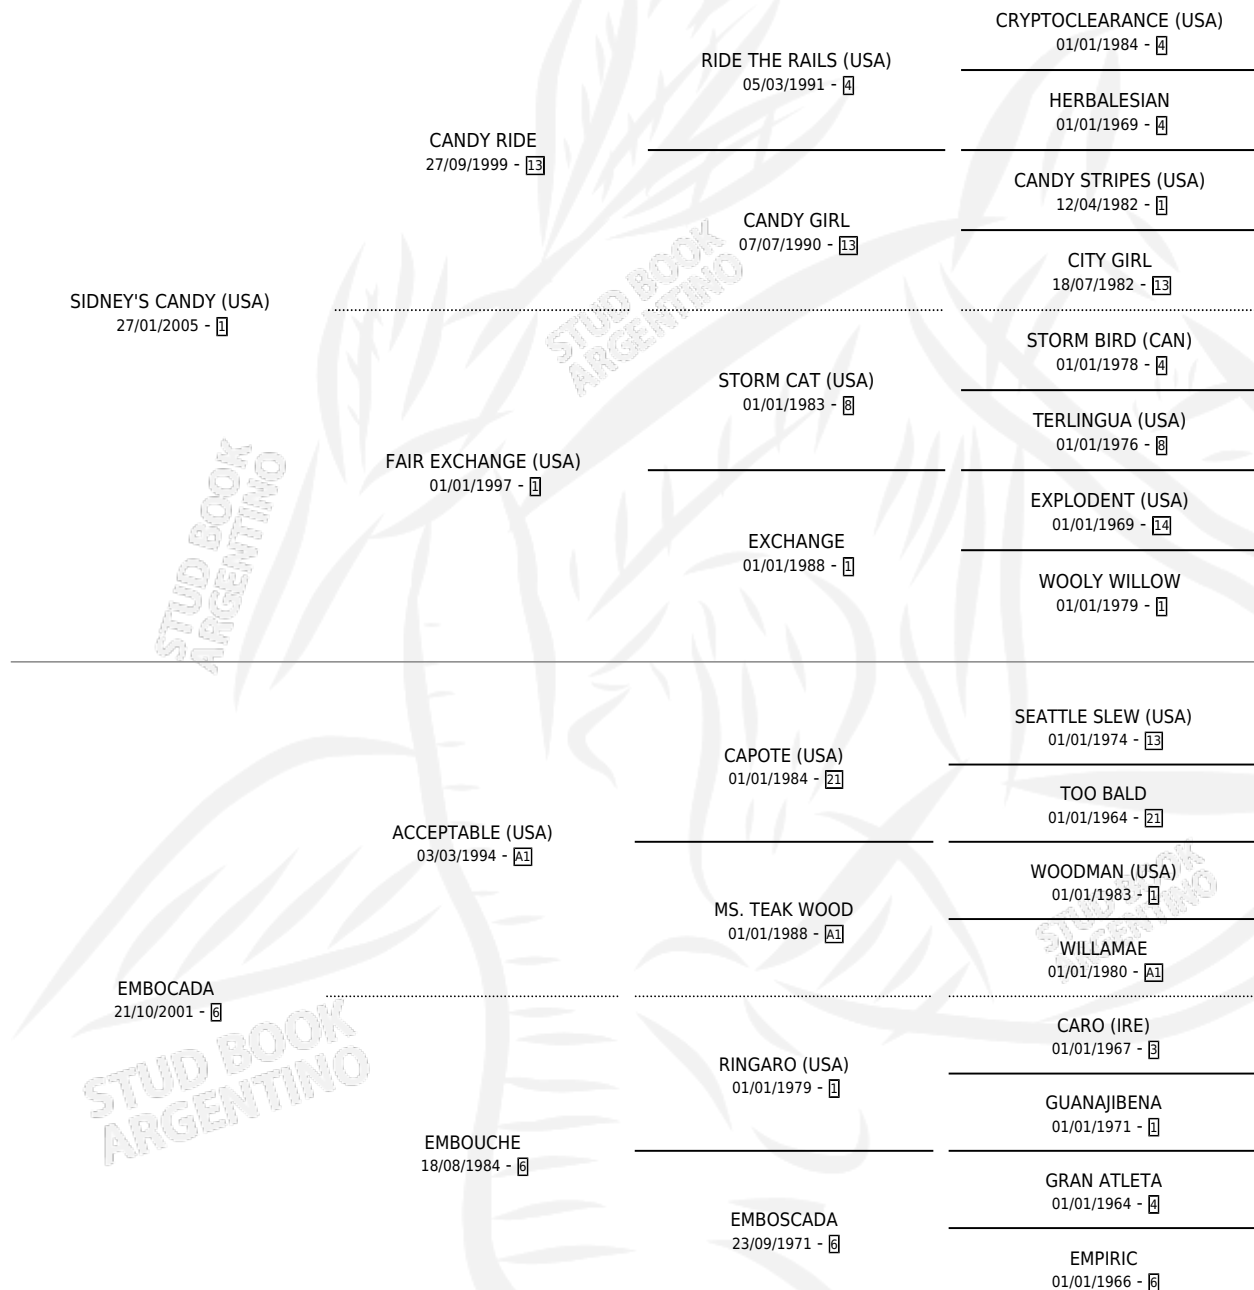 CRYPTOCLEARANCE (USA)
01/01/1984 - 4
RIDE THE RAILS (USA)
05/03/1991 - 4
HERBALESIAN
01/01/1969 - 4
CANDY RIDE
27/09/1999 - 13
CANDY STRIPES (USA)
12/04/1982 - 1
CANDY GIRL
07/07/1990 - 13
CITY GIRL
18/07/1982 - 13
SIDNEY'S CANDY (USA)
27/01/2005 - 1
STORM BIRD (CAN)
01/01/1978 - 4
STORM CAT (USA)
01/01/1983 - 8
TERLINGUA (USA)
01/01/1976 - 8
FAIR EXCHANGE (USA)
01/01/1997 - 1
EXPLODENT (USA)
01/01/1969 - 14
EXCHANGE
01/01/1988 - 1
WOOLY WILLOW
01/01/1979 - 1
SEATTLE SLEW (USA)
01/01/1974 - 13
CAPOTE (USA)
01/01/1984 - 21
TOO BALD
01/01/1964 - 21
ACCEPTABLE (USA)
03/03/1994 - A1
WOODMAN (USA)
01/01/1983 - 1
MS. TEAK WOOD
01/01/1988 - A1
WILLAMAE
01/01/1980 - A1
EMBOCADA
21/10/2001 - 6
CARO (IRE)
01/01/1967 - 3
RINGARO (USA)
01/01/1979 - 1
GUANAJIBENA
01/01/1971 - 1
EMBOUCHE
18/08/1984 - 6
GRAN ATLETA
01/01/1964 - 4
EMBOSCADA
23/09/1971 - 6
EMPIRIC
01/01/1966 - 6
STUD BOOK
ARGENTINO
STUD BOOK
ARGENTINO
STUD BOOK
ARGENTINO
STUD BOOK
ARGENTINO